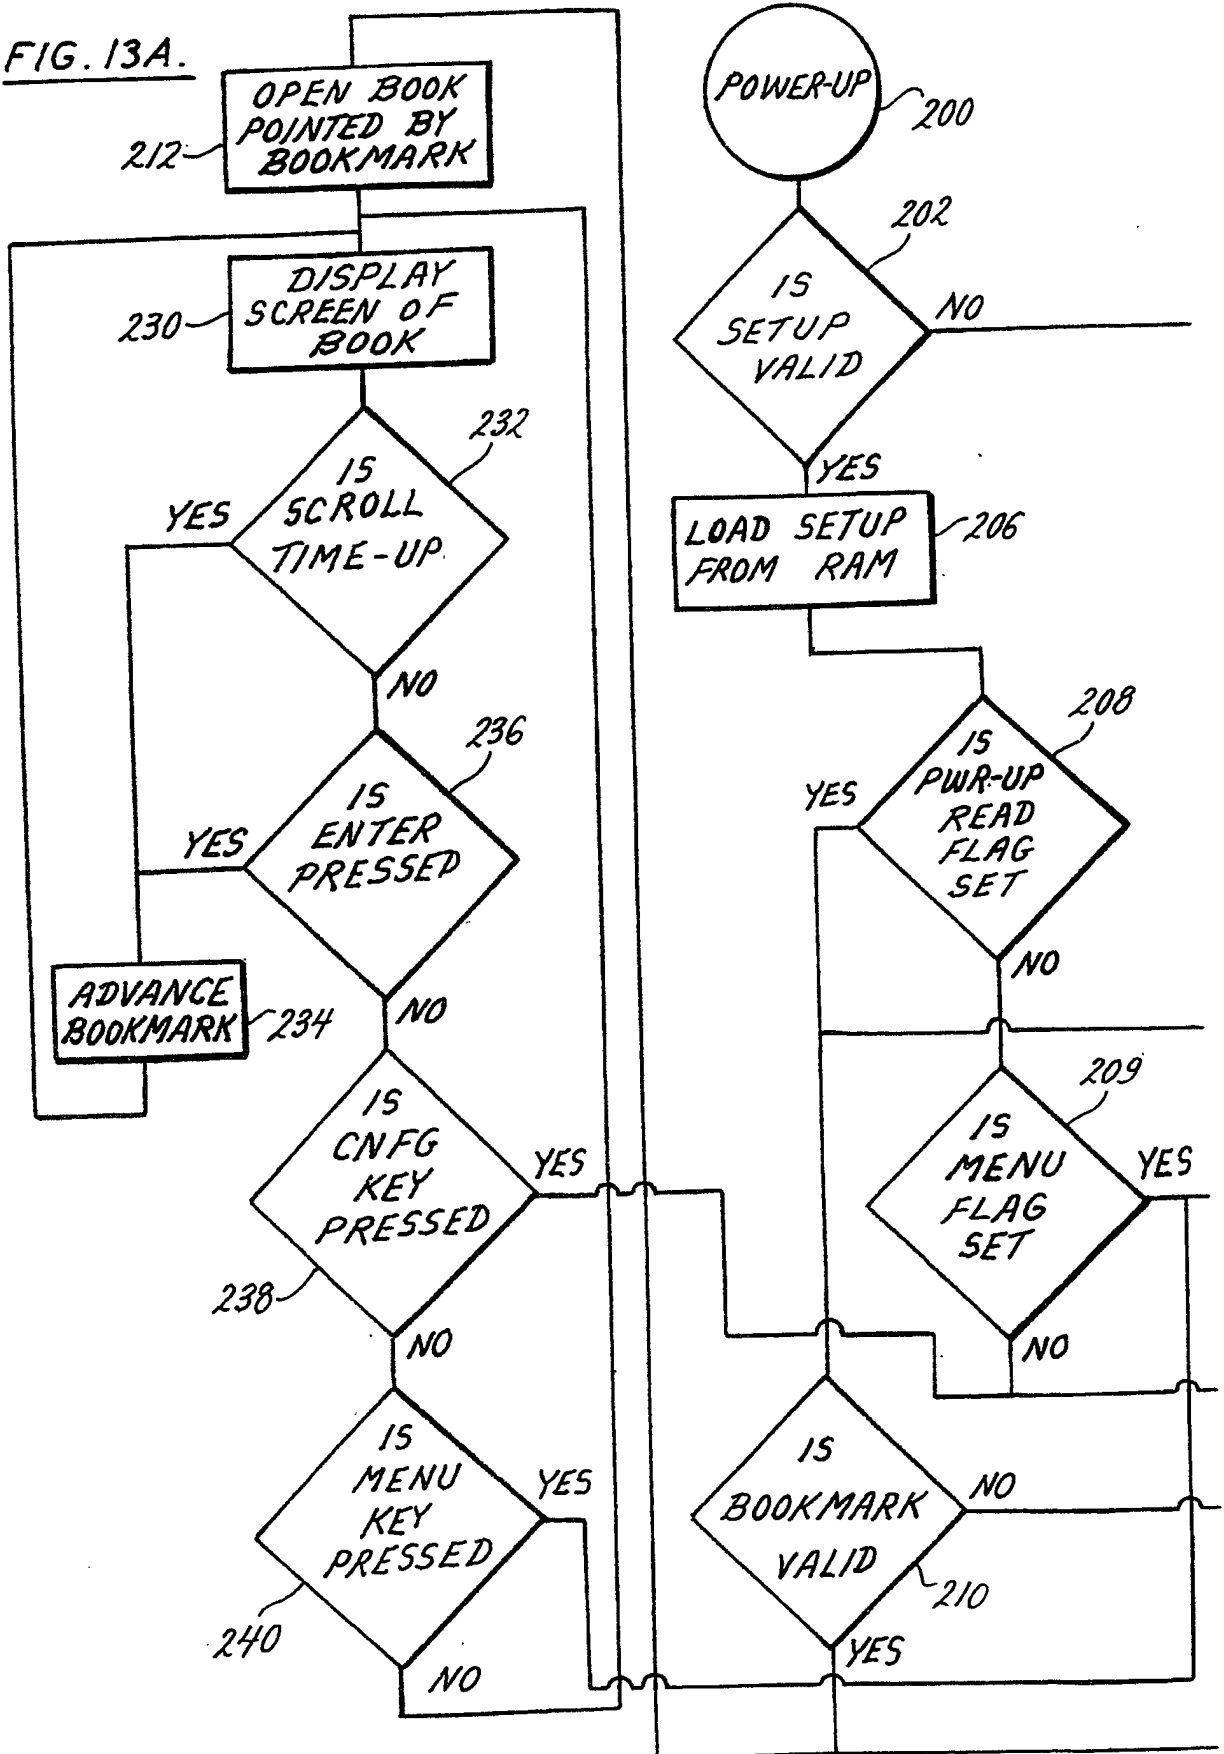 FIG. 13A.
OPEN BOOK
POINTED BY
BOOKMARK
212
DISPLAY
SCREEN OF
BOOK
230
IS
SCROLL
TIME-UP
232
YES
NO
IS
ENTER
PRESSED
236
YES
NO
ADVANCE
BOOKMARK
234
IS
CNFG
KEY
PRESSED
238
YES
NO
IS
MENU
KEY
PRESSED
240
YES
NO
POWER-UP
200
IS
SETUP
VALID
202
NO
YES
LOAD SETUP
FROM RAM
206
IS
PWR-UP
READ
FLAG
SET
208
YES
NO
IS
MENU
FLAG
SET
209
YES
NO
IS
BOOKMARK
VALID
210
NO
YES